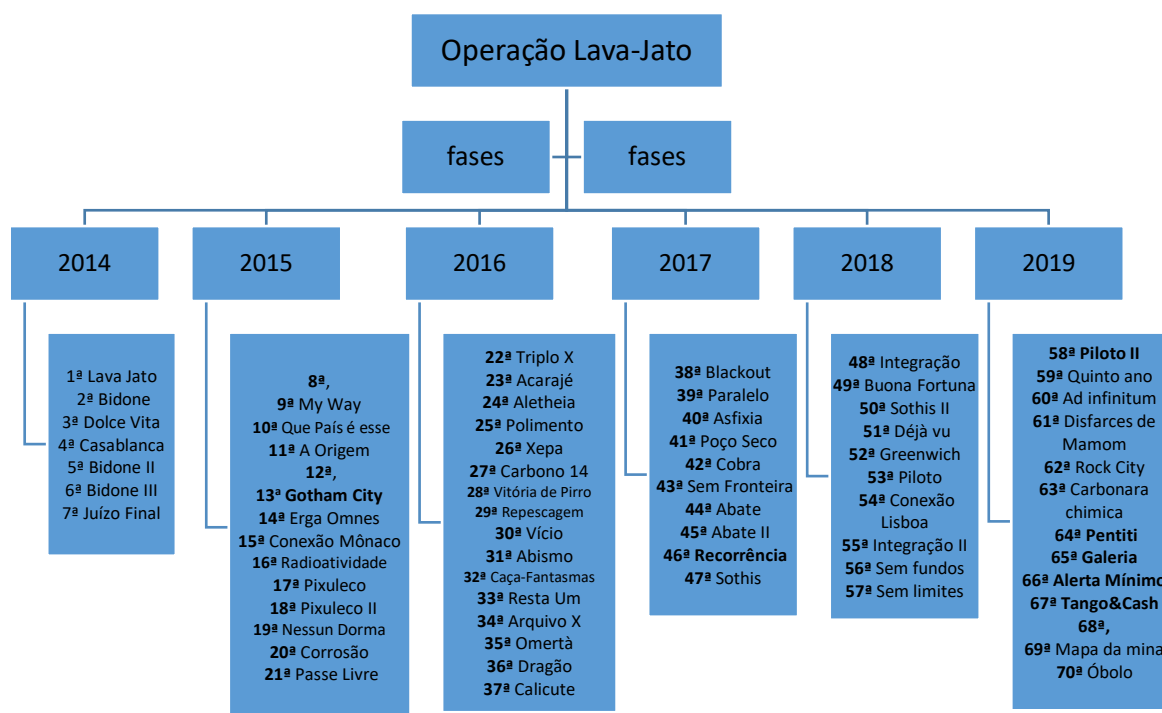 Operação Lava-Jato
fases
fases
2014
1ª Lava Jato
2ª Bidone
3ª Dolce Vita
4ª Casablanca
5ª Bidone II
6ª Bidone III
7ª Juízo Final
2015
8ª,
9ª My Way
10ª Que País é esse
11ª A Origem
12ª,
13ª Gotham City
14ª Erga Omnes
15ª Conexão Mônaco
16ª Radioatividade
17ª Pixuleco
18ª Pixuleco II
19ª Nessun Dorma
20ª Corrosão
21ª Passe Livre
2016
22ª Triplo X
23ª Acarajé
24ª Aletheia
25ª Polimento
26ª Xepa
27ª Carbono 14
28ª Vitória de Pirro
29ª Repescagem
30ª Vício
31ª Abismo
32ª Caça-Fantasmas
33ª Resta Um
34ª Arquivo X
35ª Omertà
36ª Dragão
37ª Calicute
2017
38ª Blackout
39ª Paralelo
40ª Asfixia
41ª Poço Seco
42ª Cobra
43ª Sem Fronteira
44ª Abate
45ª Abate II
46ª Recorrência
47ª Sothis
2018
48ª Integração
49ª Buona Fortuna
50ª Sothis II
51ª Déjà vu
52ª Greenwich
53ª Piloto
54ª Conexão
Lisboa
55ª Integração II
56ª Sem fundos
57ª Sem limites
2019
58ª Piloto II
59ª Quinto ano
60ª Ad infinitum
61ª Disfarces de
Mamom
62ª Rock City
63ª Carbonara
chimica
64ª Pentiti
65ª Galeria
66ª Alerta Mínimo
67ª Tango&Cash
68ª,
69ª Mapa da mina
70ª Óbolo